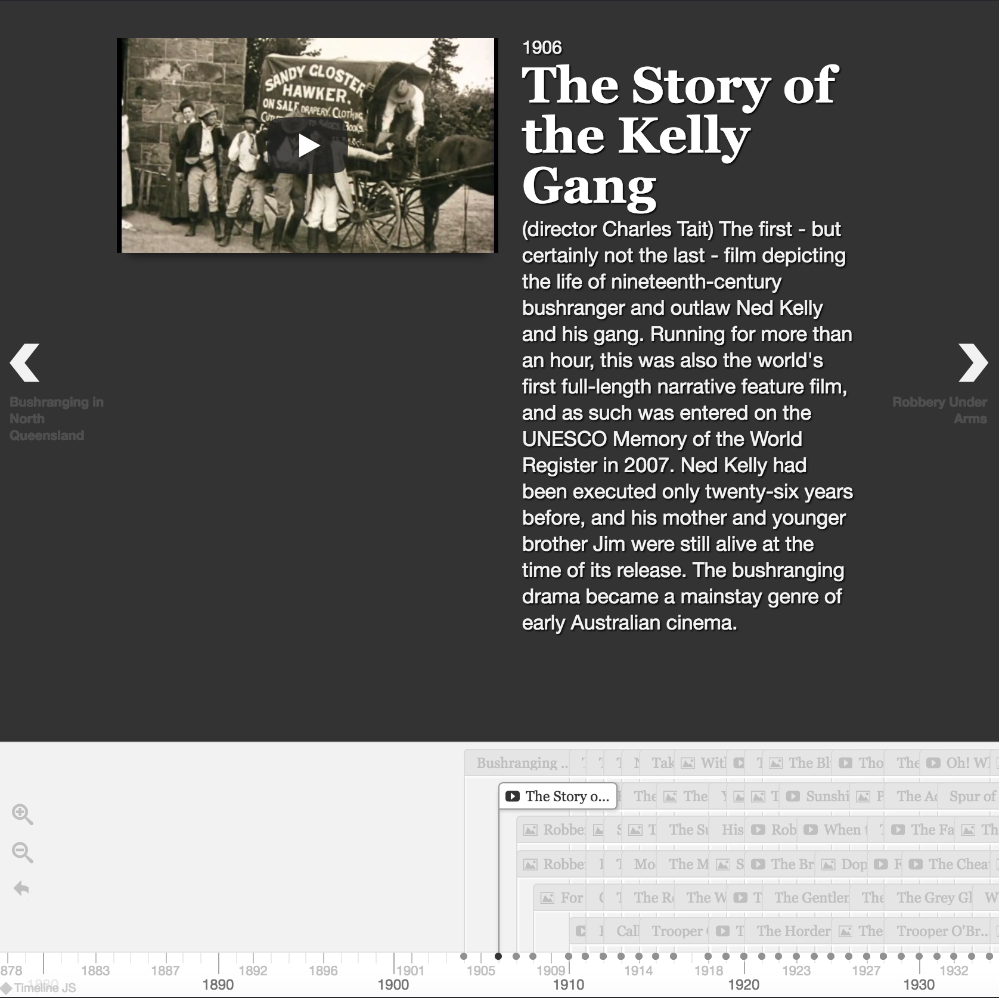 SANDY GLOSTER
HAWKER.
ON SALE DRAPERY. CLOTHING
1906
The Story of
the Kelly
Gang
(director Charles Tait) The first - but
certainly not the last - film depicting
the life of nineteenth-century
bushranger and outlaw Ned Kelly
and his gang. Running for more than
an hour, this was also the world's
first full-length narrative feature film,
and as such was entered on the
UNESCO Memory of the World
Register in 2007. Ned Kelly had
been executed only twenty-six years
before, and his mother and younger
brother Jim were still alive at the
time of its release. The bushranging
drama became a mainstay genre of
early Australian cinema.
Bushranging in
North
Queensland
Robbery Under
Arms
Bushranging .. T T T N Tak With T The Bl Tho The Oh! W
The Story o... The The Y T Sunshi P The Ac Spur of
Robbe S T The Su His Rob When t The Fa Th
Robbe T Mo The M S The Br Dop F The Chea
For T The R The W T The Gentler The The Grey Gl W
Cal Trooper T The Horder The Trooper O'Br...
878 1883 1887 1892 1896 1901 1905 1909 1914 1918 1923 1927 1932
1880 1890 1900 1910 1920 1930
Timeline JS